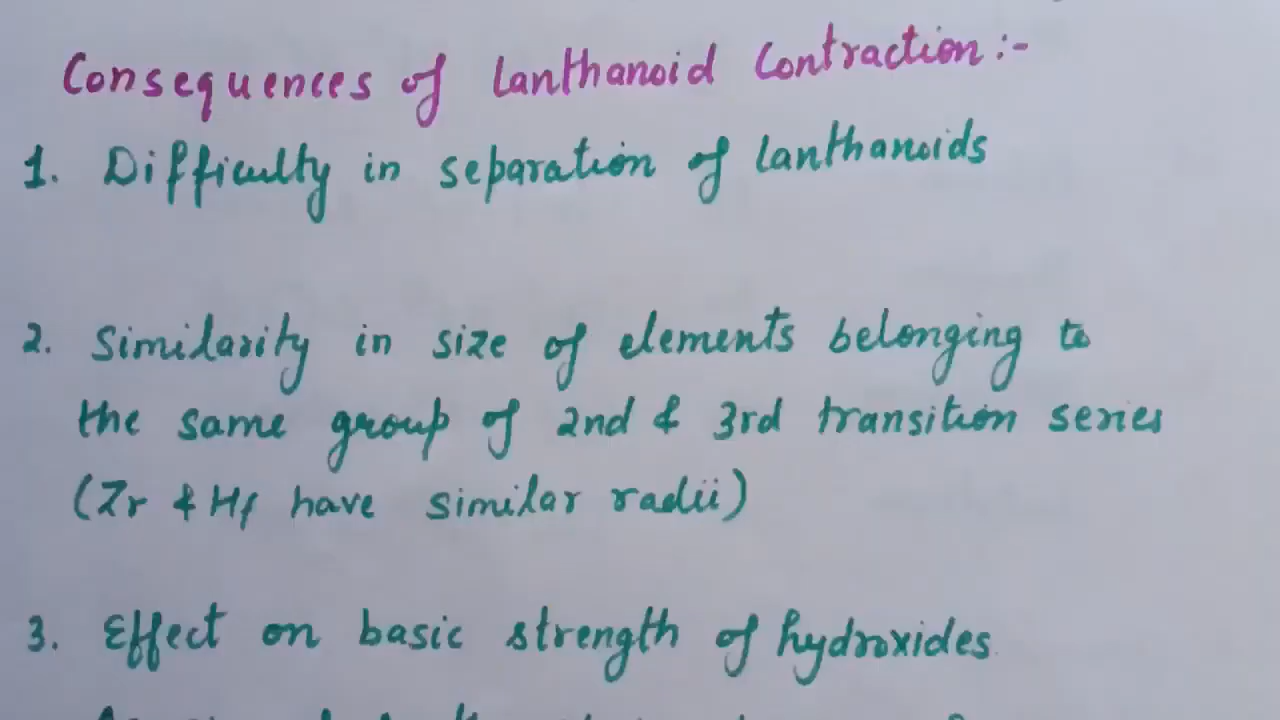 Consequences of Lanthanoid Contraction:-
1. Difficulty in separation of lanthanoids
2. Similarity in size of elements belonging to
the same group of 2nd & 3rd transition series
(Zr & Hf have similar radii)
3. Effect on basic strength of hydroxides